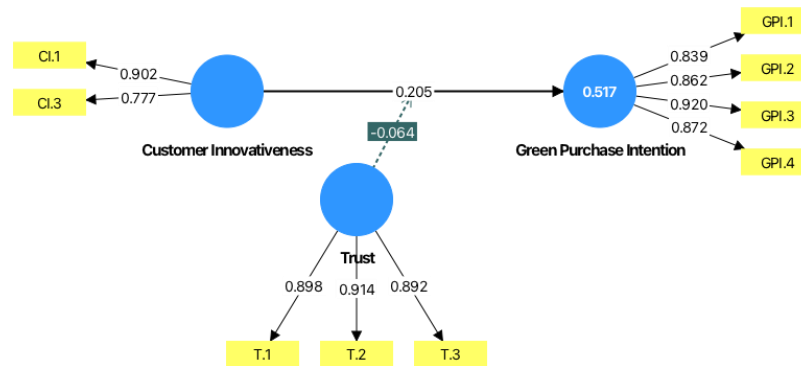 GPI.1
CI.1
0.839
0.902
GPI.2
0.862
0.205
0.517
CI.3
0.777
0.920
GPI.3
0.872
-0.064
Customer Innovativeness
Green Purchase Intention
GPI.4
Trust
0.898
0.914
0.892
T.1
T.2
T.3